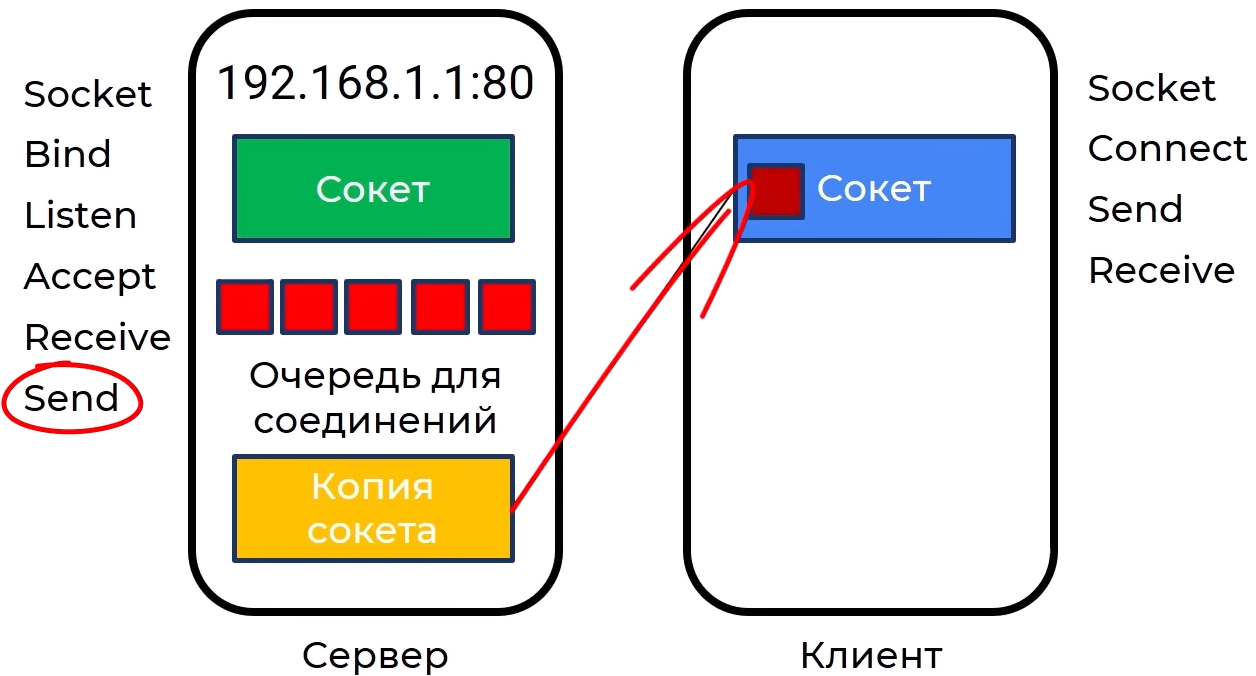 Socket
Bind
Listen
Accept
Receive
Send
192.168.1.1:80
Сокет
Очередь для
соединений
Копия
сокета
Сервер
Сокет
Клиент
Socket
Connect
Send
Receive